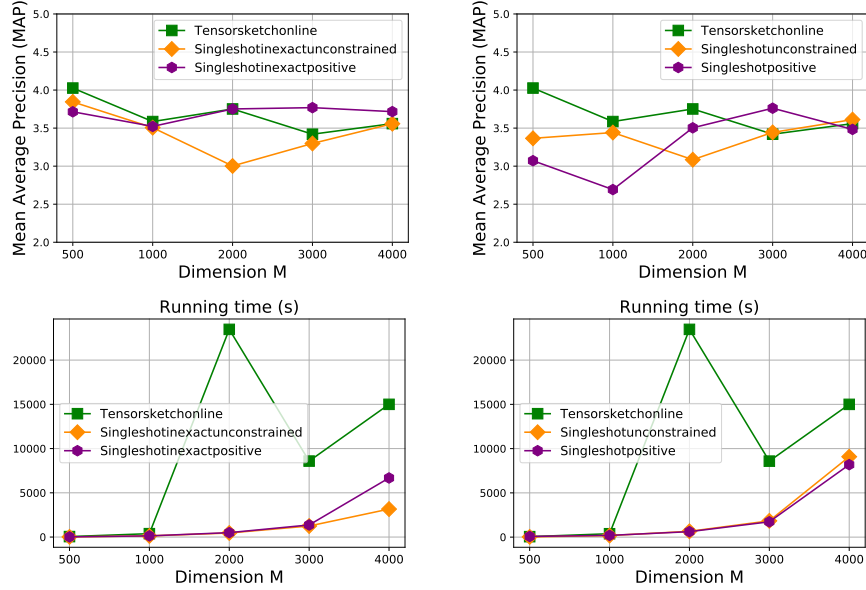 5.0
4.5
4.0
3.5
3.0
2.5
2.0
Mean Average Precision (MAP)
Tensorsketchonline
Singleshotinexactunconstrained
Singleshotinexactpositive
500 1000 2000 3000 4000
Dimension M
5.0
4.5
4.0
3.5
3.0
2.5
2.0
Mean Average Precision (MAP)
Tensorsketchonline
Singleshotunconstrained
Singleshotpositive
500 1000 2000 3000 4000
Dimension M
Running time (s)
20000
15000
10000
5000
0
Tensorsketchonline
Singleshotinexactunconstrained
Singleshotinexactpositive
500 1000 2000 3000 4000
Dimension M
Running time (s)
20000
15000
10000
5000
0
Tensorsketchonline
Singleshotunconstrained
Singleshotpositive
500 1000 2000 3000 4000
Dimension M